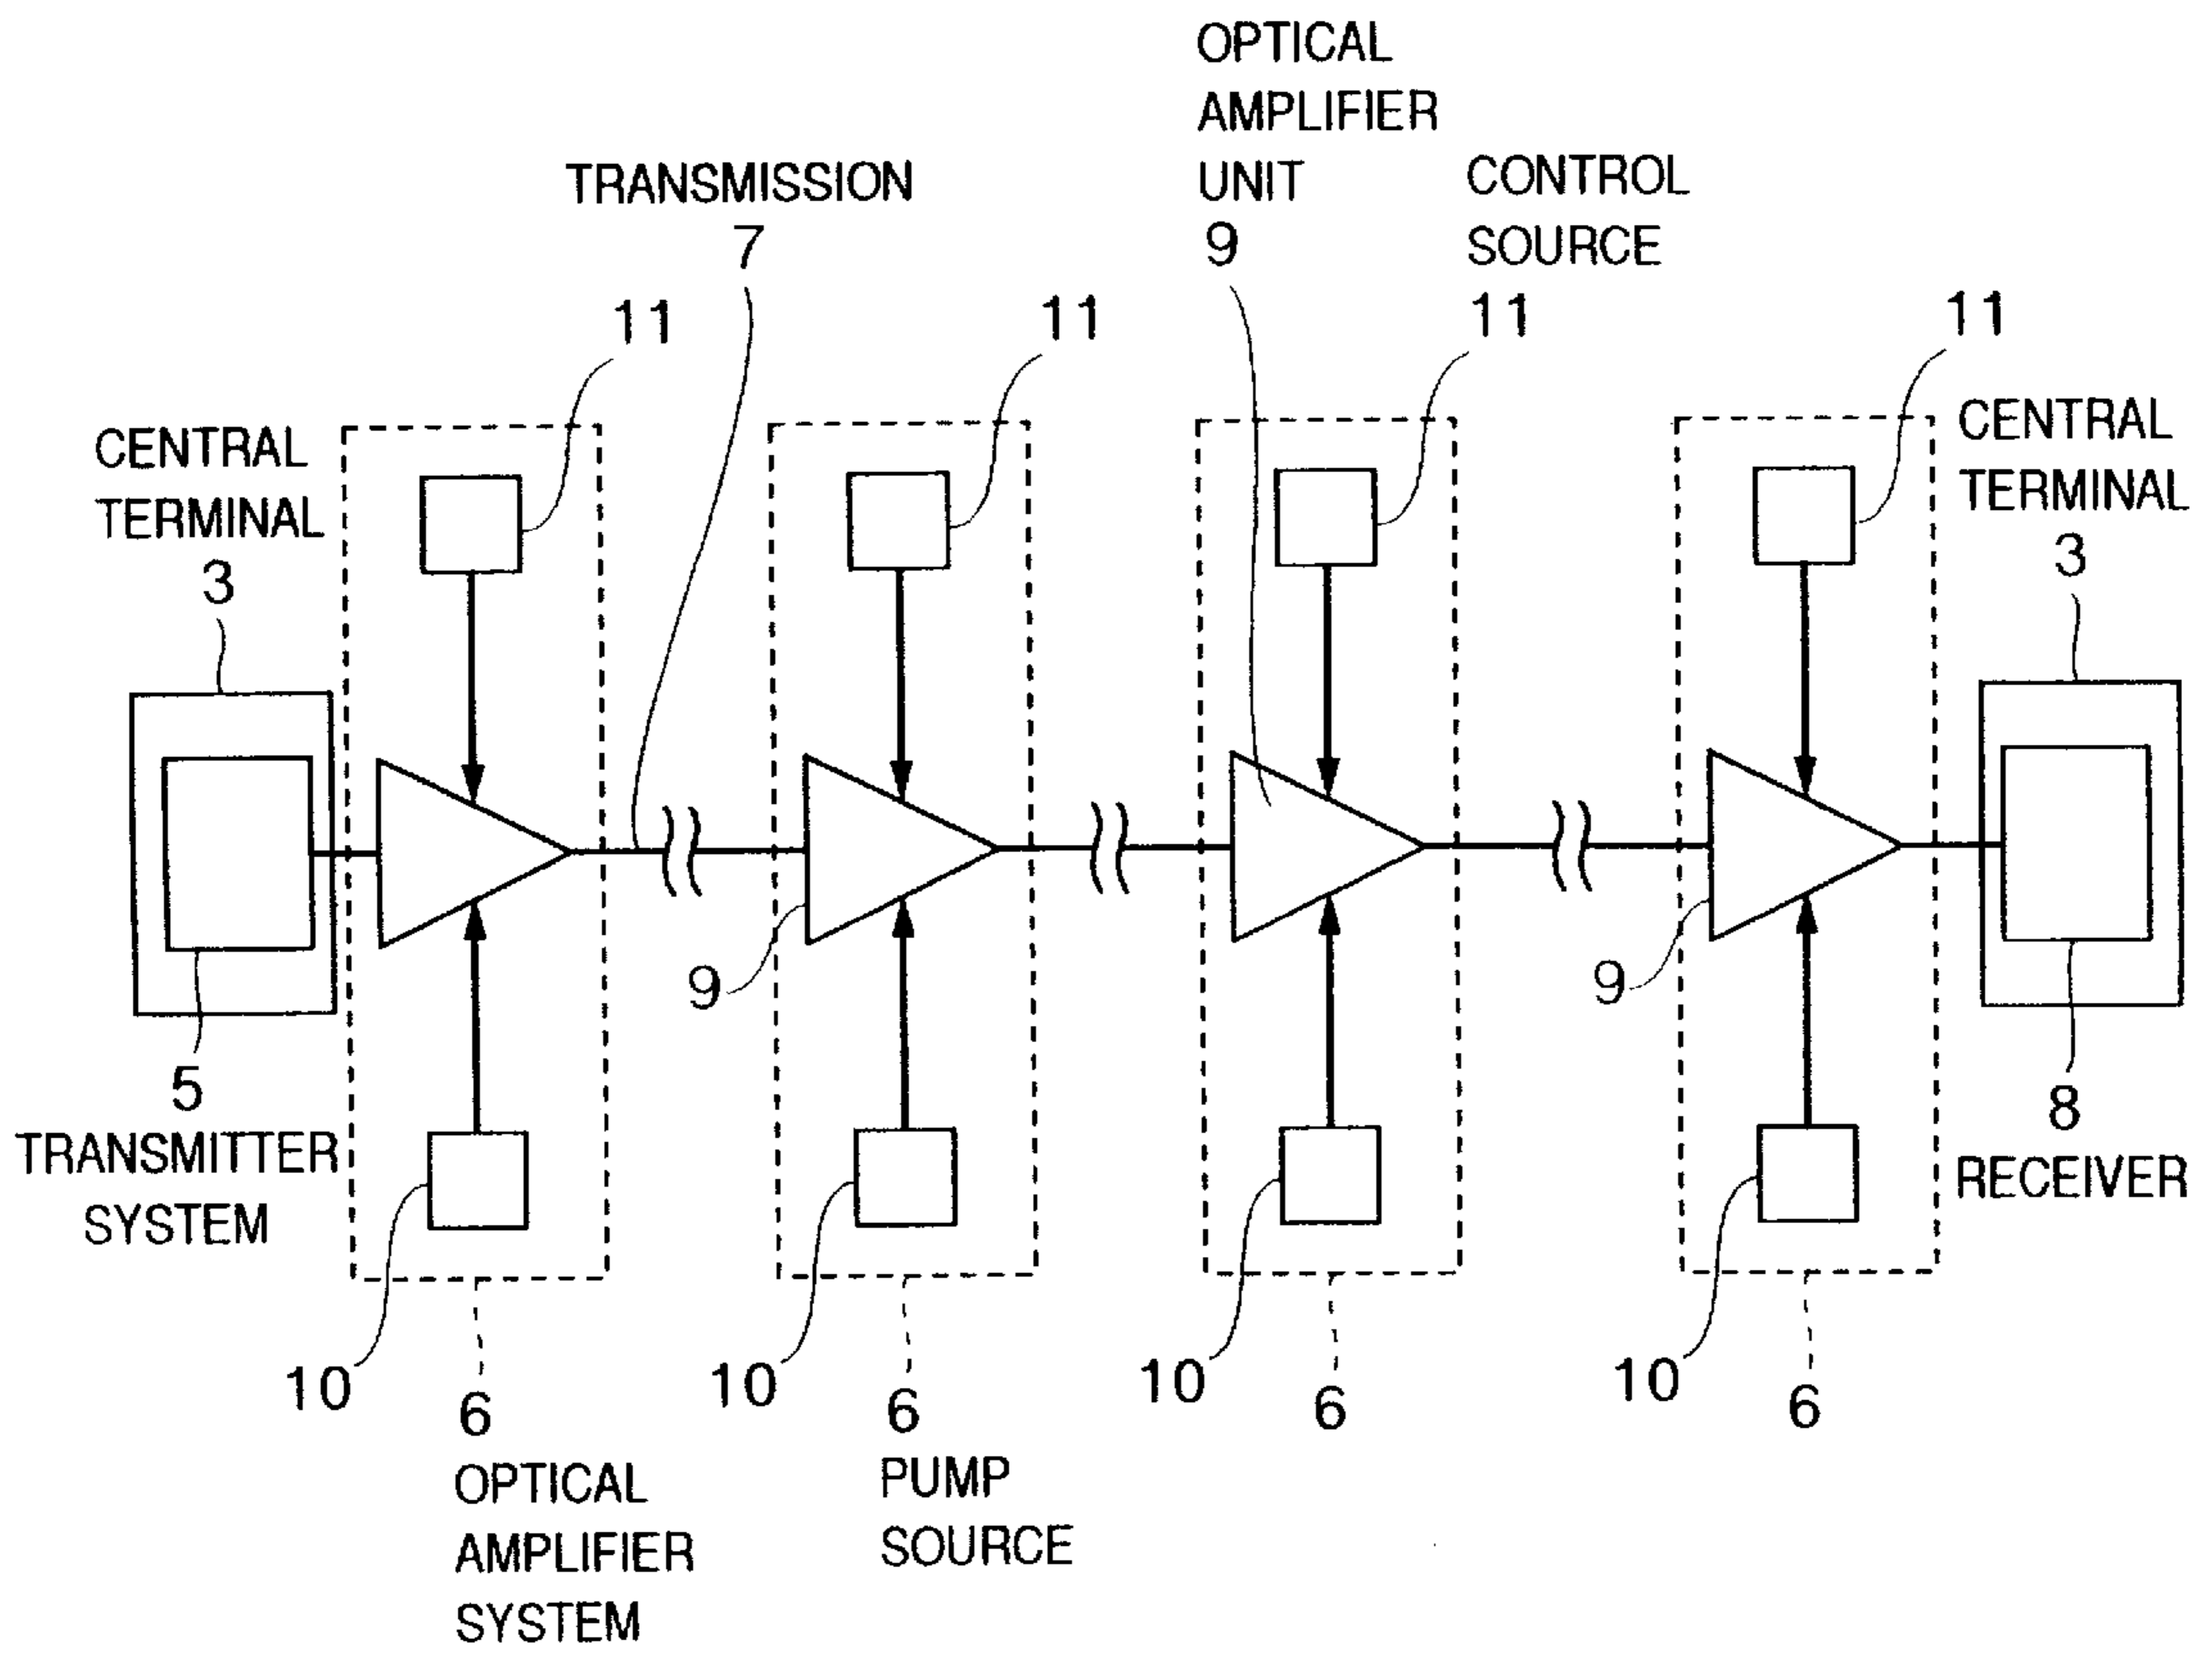 OPTICAL
AMPLIFIER
UNIT
9
CONTROL
SOURCE
11
TRANSMISSION
7
11
11
11
CENTRAL
TERMINAL
3
CENTRAL
TERMINAL
3
9
9
5
TRANSMITTER
SYSTEM
8
RECEIVER
10
10
10
10
6
OPTICAL
AMPLIFIER
SYSTEM
6
PUMP
SOURCE
6
6